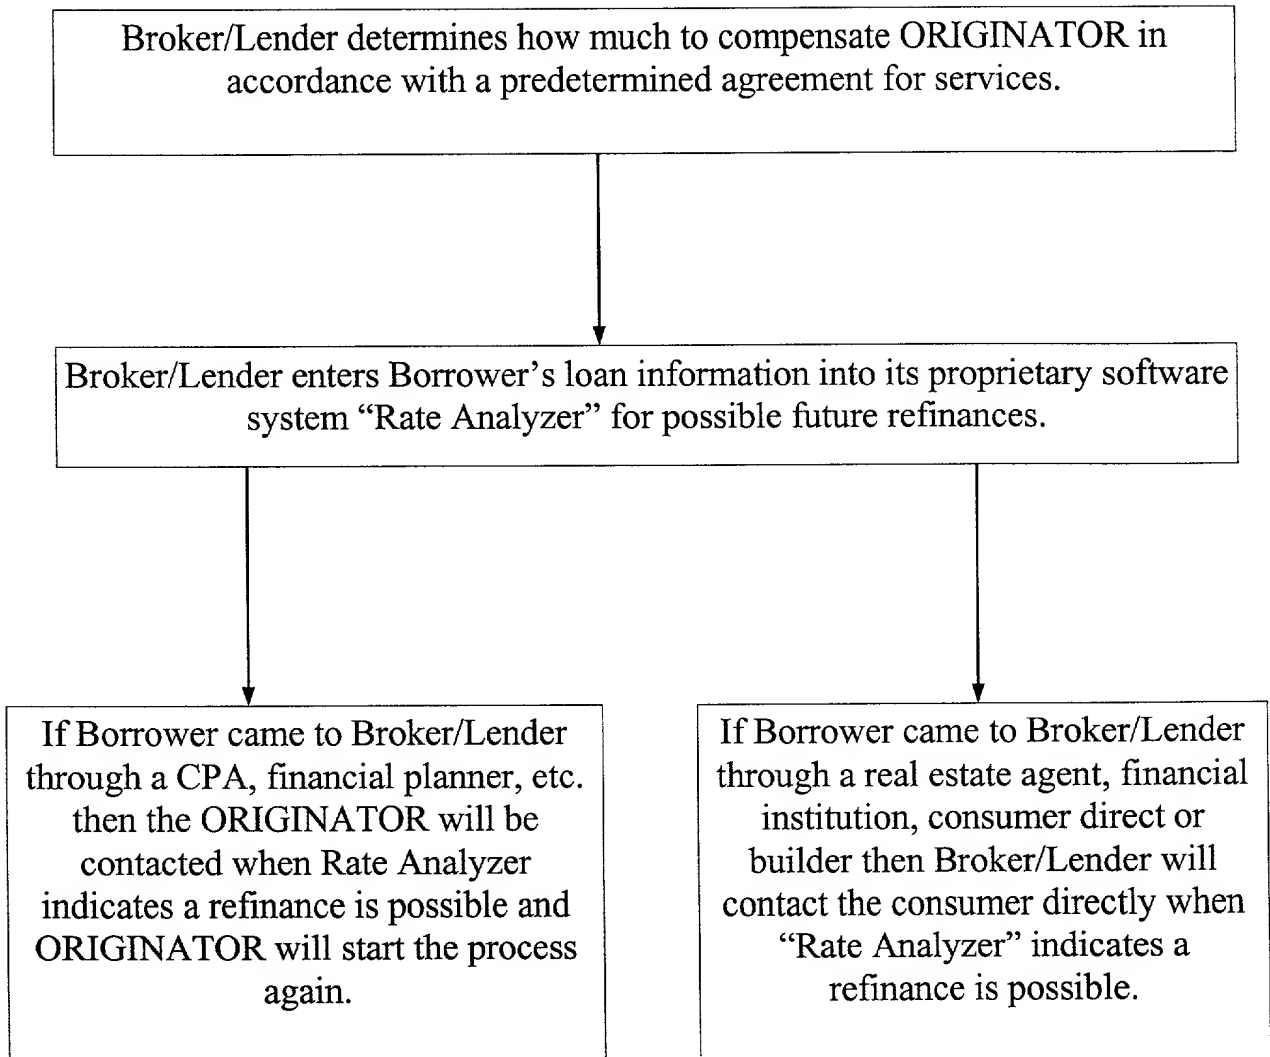 Broker/Lender determines how much to compensate ORIGINATOR in
accordance with a predetermined agreement for services.
Broker/Lender enters Borrower’s loan information into its proprietary software
system “Rate Analyzer” for possible future refinances.
If Borrower came to Broker/Lender
through a CPA, financial planner, etc.
then the ORIGINATOR will be
contacted when Rate Analyzer
indicates a refinance is possible and
ORIGINATOR will start the process
again.
If Borrower came to Broker/Lender
through a real estate agent, financial
institution, consumer direct or
builder then Broker/Lender will
contact the consumer directly when
“Rate Analyzer” indicates a
refinance is possible.